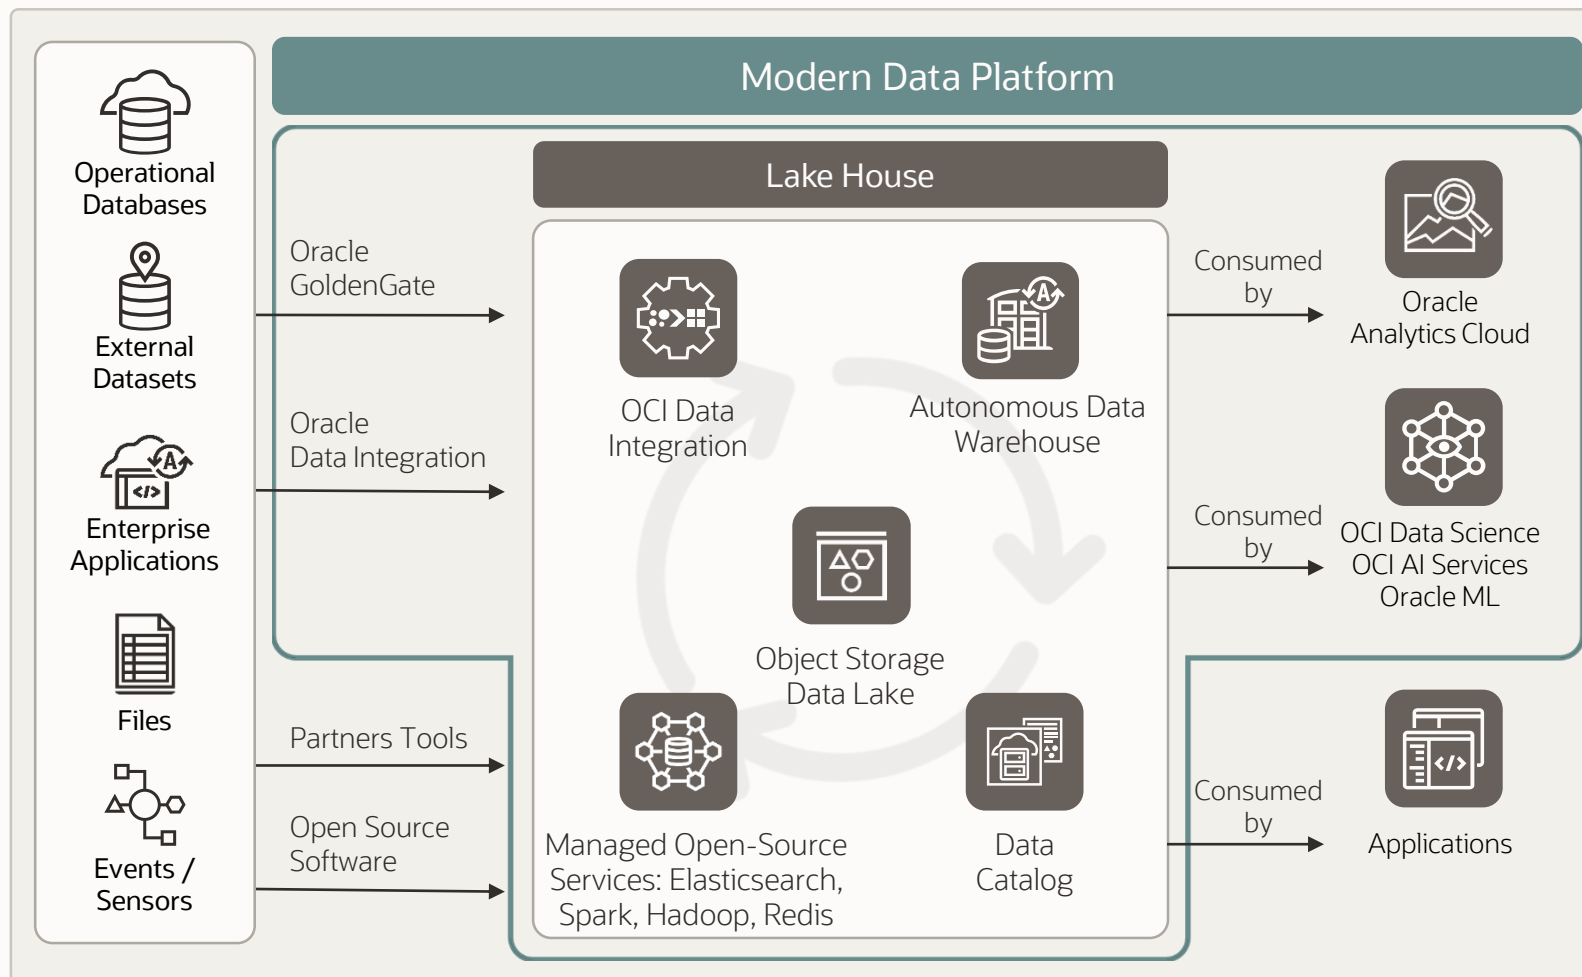 Modern Data Platform
Operational
Databases
External
Datasets
Enterprise
Applications
</>
A
Files
Events /
Sensors
Oracle
GoldenGate
Oracle
Data Integration
Partners Tools
Open Source
Software
Lake House
OCI Data
Integration
A
Autonomous Data
Warehouse
Object Storage
Data Lake
Managed Open-Source
Services: Elasticsearch,
Spark, Hadoop, Redis
Data
Catalog
Consumed
by
Oracle
Analytics Cloud
Consumed
by
OCI Data Science
OCI AI Services
Oracle ML
Consumed
by
</>
Applications